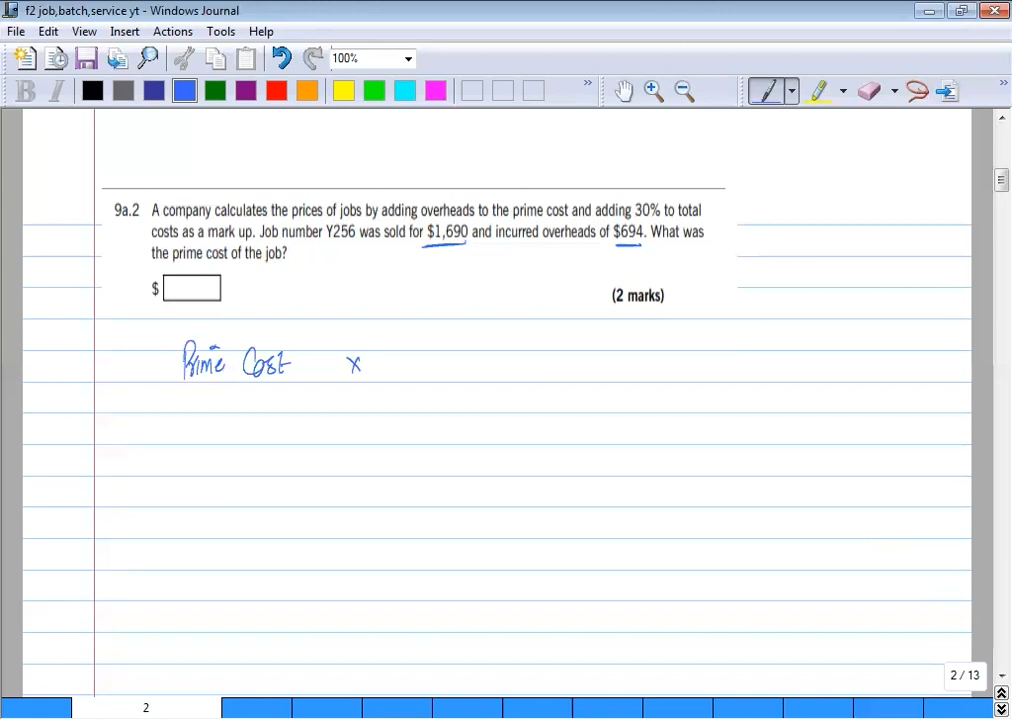 f2 job,batch,service yt - Windows Journal
File Edit View Insert Actions Tools Help
100%
B I
9a.2 A company calculates the prices of jobs by adding overheads to the prime cost and adding 30% to total
costs as a mark up. Job number Y256 was sold for $1,690 and incurred overheads of $694. What was
the prime cost of the job?
$
(2 marks)
Prime Cost x
2 / 13
2